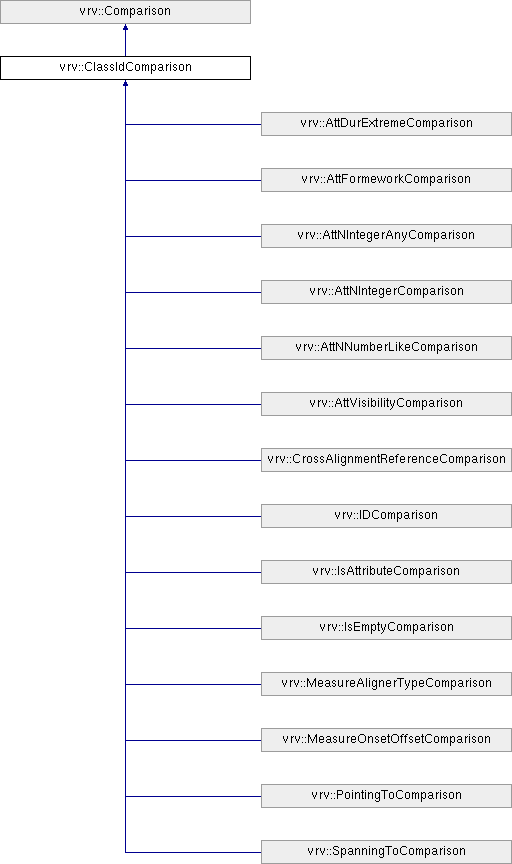 vrv::Comparison
vrv::ClassIdComparison
vrv::AttDurExtremeComparison
vrv::AttFormeworkComparison
vrv::AttNIntegerAnyComparison
vrv::AttNIntegerComparison
vrv::AttNNumberLikeComparison
vrv::AttVisibilityComparison
vrv::CrossAlignmentReferenceComparison
vrv::IDComparison
vrv::IsAttributeComparison
vrv::IsEmptyComparison
vrv::MeasureAlignerTypeComparison
vrv::MeasureOnsetOffsetComparison
vrv::PointingToComparison
vrv::SpanningToComparison